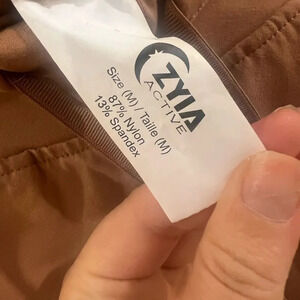 ZYIA
ACTIVE
Size (M) / Taille (M)
87% Nylon
13% Spandex